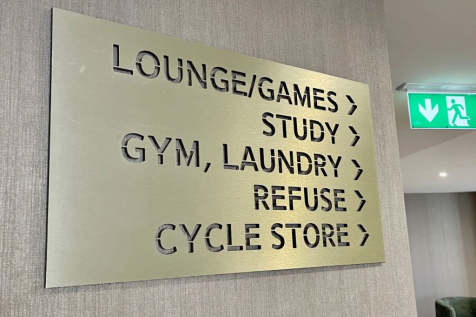 LOUNGE/GAMES >
STUDY >
GYM, LAUNDRY >
REFUSE >
CYCLE STORE >